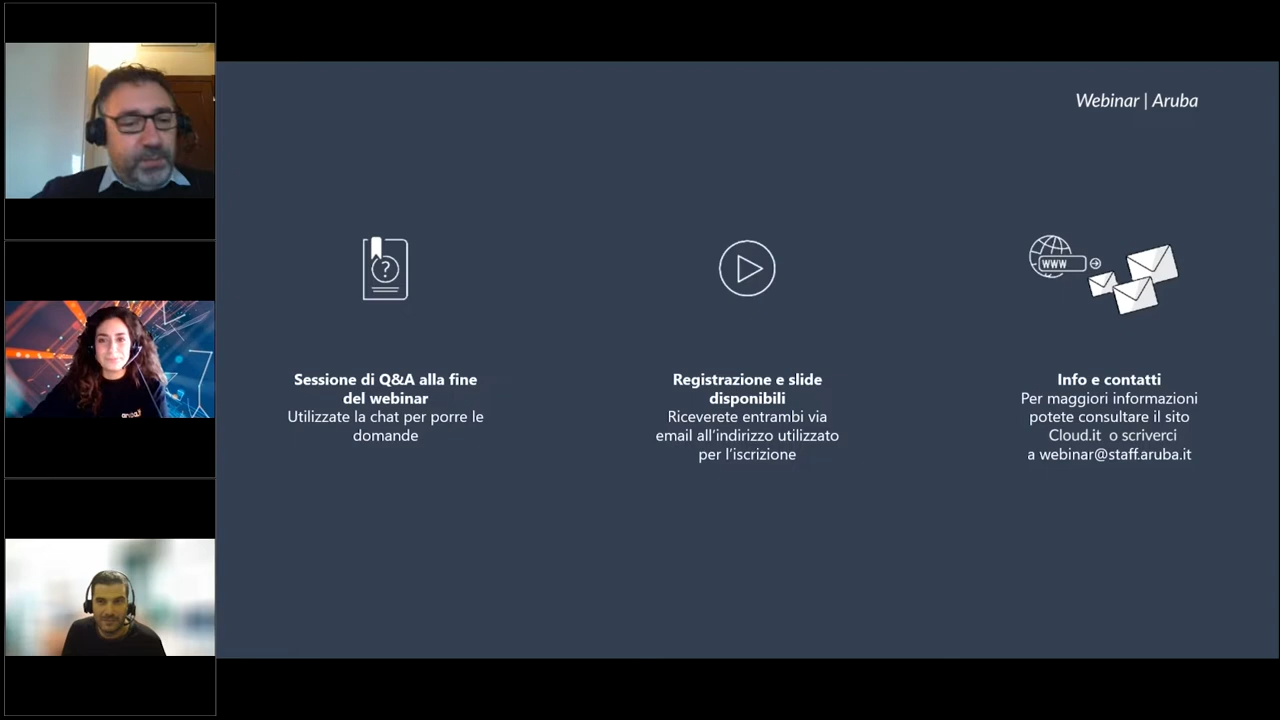 Webinar | Aruba
?
WWW
Sessione di Q&A alla fine
del webinar
Utilizzate la chat per porre le
domande
Registrazione e slide
disponibili
Riceverete entrambi via
email all'indirizzo utilizzato
per l'iscrizione
Info e contatti
Per maggiori informazioni
potete consultare il sito
Cloud.it o scriverci
a webinar@staff.aruba.it